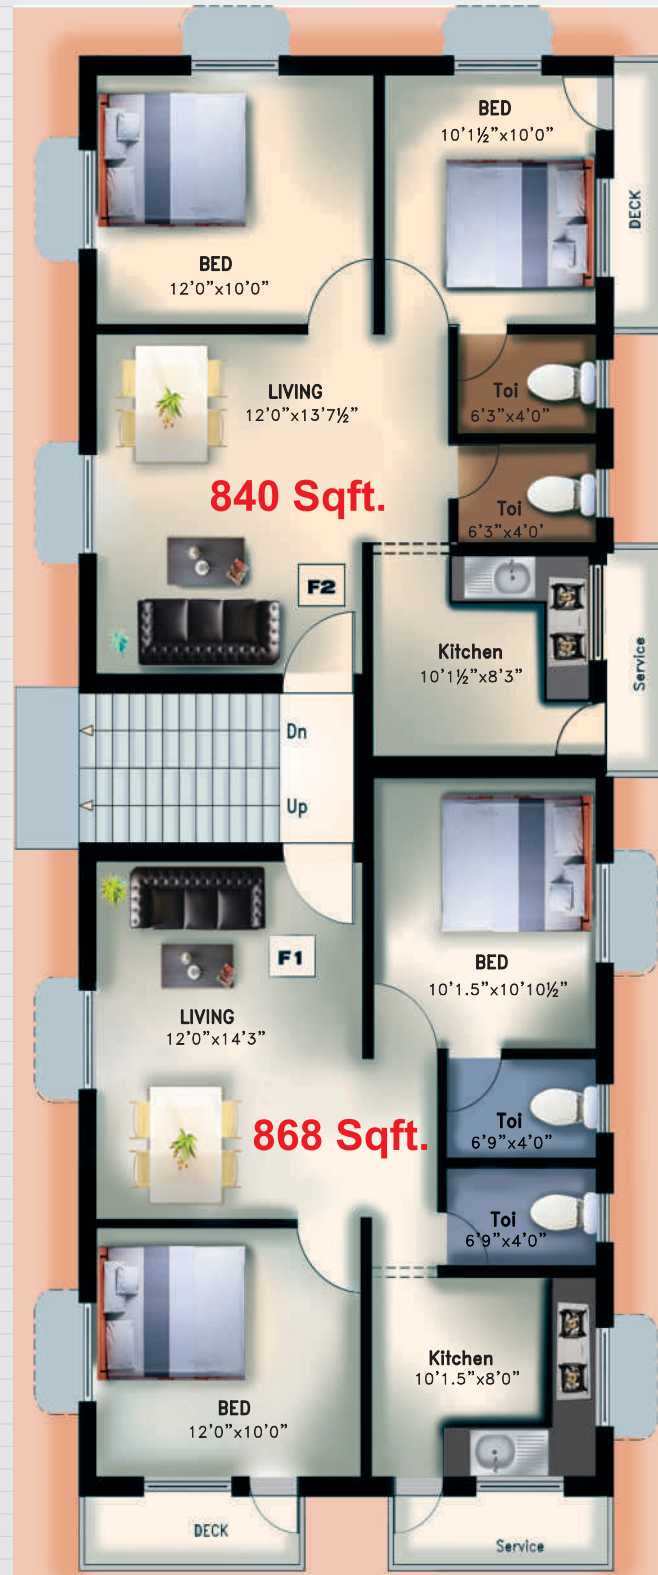 BED
10'1½"x10'0"
DECK
BED
12'0"x10'0"
LIVING
12'0"x13'7½"
Toi
6'3"x4'0"
840 Sqft.
Toi
6'3"x4'0'
F2
Kitchen
10'1½"x8'3"
Service
Dn
Up
F1
BED
10'1.5"x10'10½"
LIVING
12'0"x14'3"
868 Sqft.
Toi
6'9"x4'0"
Toi
6'9"x4'0"
Kitchen
10'1.5"x8'0"
BED
12'0"x10'0"
DECK
Service